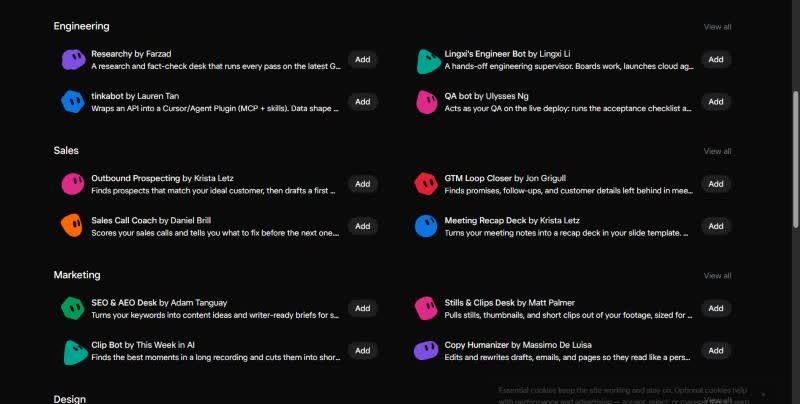 Engineering
View all
Researchy by Farzad
A research and fact-check desk that runs every pass on the latest G...
Add
Lingxi's Engineer Bot by Lingxi Li
A hands-off engineering supervisor. Boards work, launches cloud ag...
Add
tinkabot by Lauren Tan
Wraps an API into a Cursor/Agent Plugin (MCP + skills). Data shape ...
Add
QA bot by Ulysses Ng
Acts as your QA on the live deploy: runs the acceptance checklist a...
Add
Sales
View all
Outbound Prospecting by Krista Letz
Finds prospects that match your ideal customer, then drafts a first ...
Add
GTM Loop Closer by Jon Grigull
Finds promises, follow-ups, and customer details left behind in mee...
Add
Sales Call Coach by Daniel Brill
Scores your sales calls and tells you what to fix before the next one...
Add
Meeting Recap Deck by Krista Letz
Turns your meeting notes into a recap deck in your slide template. ...
Add
Marketing
View all
SEO & AEO Desk by Adam Tanguay
Turns your keywords into content ideas and writer-ready briefs for s...
Add
Stills & Clips Desk by Matt Palmer
Pulls stills, thumbnails, and short clips out of your footage, sized for ...
Add
Clip Bot by This Week in AI
Finds the best moments in a long recording and cuts them into shor...
Add
Copy Humanizer by Massimo De Luisa
Edits and rewrites drafts, emails, and pages so they read like a pers...
Add
Design
View all
Essential cookies keep the site working and stay on. Optional cookies help
with performance and advertising — accept, reject, or manage